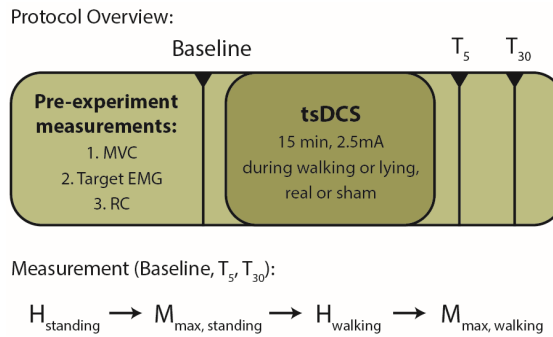 Protocol Overview:
Baseline
T5
T30
Pre-experiment
measurements:
1. MVC
2. Target EMG
3. RC
tsDCS
15 min, 2.5mA
during walking or lying,
real or sham
Measurement (Baseline, T5, T30):
Hstanding → Mmax, standing → Hwalking → Mmax, walking